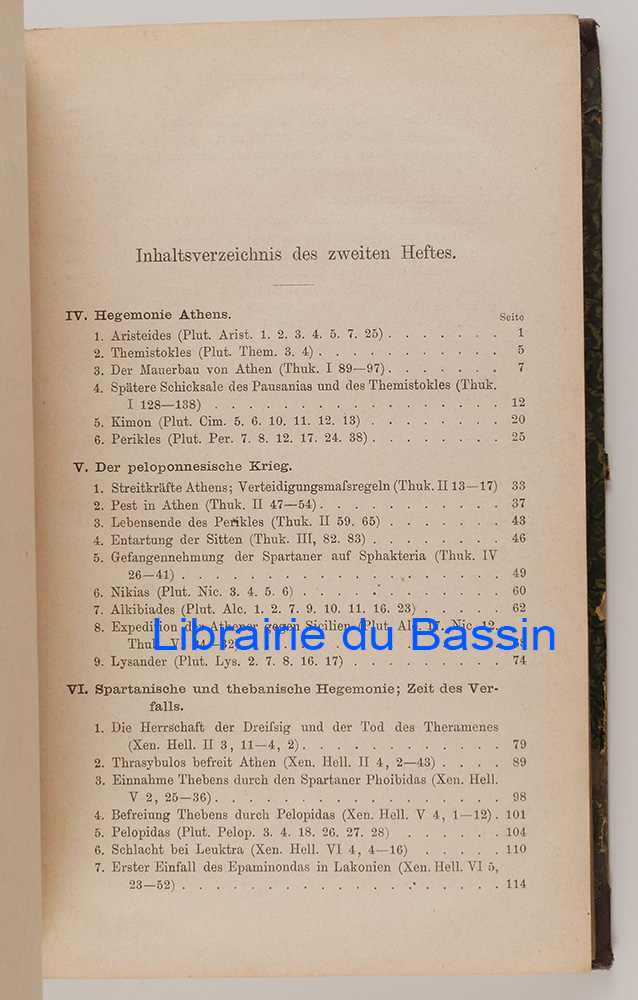 Inhaltsverzeichnis des zweiten Heftes.
IV. Hegemonie Athens. Seite
1. Aristeides (Plut. Arist. 1. 2. 3. 4. 5. 7. 25) . . . . . . . 1
2. Themistokles (Plut. Them. 3. 4) . . . . . . . . . . . 5
3. Der Mauerbau von Athen (Thuk. I 89—97) . . . . . . . 7
4. Spätere Schicksale des Pausanias und des Themistokles (Thuk.
I 128—138) . . . . . . . . . . . . . . . . . 12
5. Kimon (Plut. Cim. 5. 6. 10. 11. 12. 13) . . . . . . . . 20
6. Perikles (Plut. Per. 7. 8. 12. 17. 24. 38) . . . . . . . . 25
V. Der peloponnesische Krieg.
1. Streitkräfte Athens; Verteidigungsmaſsregeln (Thuk. II 13—17) 33
2. Pest in Athen (Thuk. II 47—54) . . . . . . . . . . . 37
3. Lebensende des Perikles (Thuk. II 59. 65) . . . . . . . 43
4. Entartung der Sitten (Thuk. III, 82. 83) . . . . . . . . 46
5. Gefangennehmung der Spartaner auf Sphakteria (Thuk. IV
26—41) . . . . . . . . . . . . . . . . . . . 49
6. Nikias (Plut. Nic. 3. 4. 5. 6) . . . . . . . . . . . . 60
7. Alkibiades (Plut. Alc. 1. 2. 7. 9. 10. 11. 16. 23) . . . . . 62
8. Expedition der Athener gegen Sicilien (Plut. Alc. 17. Nic. 12.
Thuk.
Librairie du Bassin
9. Lysander (Plut. Lys. 2. 7. 8. 16. 17) . . . . . . . . . 74
VI. Spartanische und thebanische Hegemonie; Zeit des Ver-
falls.
1. Die Herrschaft der Dreiſsig und der Tod des Theramenes
(Xen. Hell. II 3, 11—4, 2) . . . . . . . . . . . . 79
2. Thrasybulos befreit Athen (Xen. Hell. II 4, 2—43) . . . . 89
3. Einnahme Thebens durch den Spartaner Phoibidas (Xen. Hell.
V 2, 25—36) . . . . . . . . . . . . . . . . . 98
4. Befreiung Thebens durch Pelopidas (Xen. Hell. V 4, 1—12) . 101
5. Pelopidas (Plut. Pelop. 3. 4. 18. 26. 27. 28) . . . . . . 104
6. Schlacht bei Leuktra (Xen. Hell. VI 4, 4—16) . . . . . 110
7. Erster Einfall des Epaminondas in Lakonien (Xen. Hell. VI 5,
23—52) . . . . . . . . . . . . . . . . . . . 114